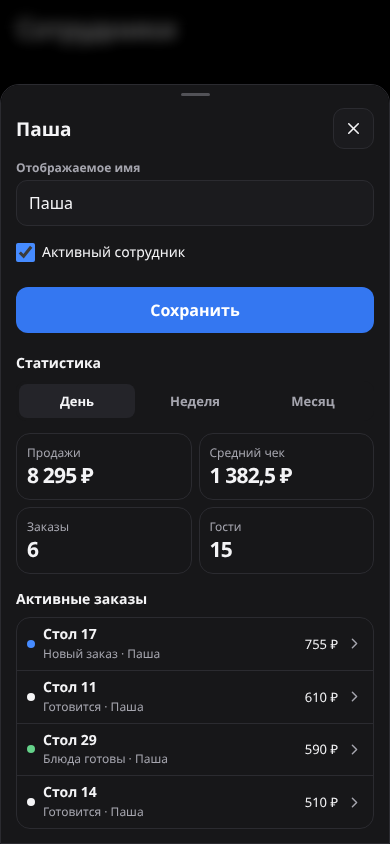 Сотрудники
Паша
Отображаемое имя
Паша
Активный сотрудник
Сохранить
Статистика
День
Неделя
Месяц
Продажи
8 295 ₽
Средний чек
1 382,5 ₽
Заказы
6
Гости
15
Активные заказы
Стол 17
Новый заказ · Паша
755 ₽
Стол 11
Готовится · Паша
610 ₽
Стол 29
Блюда готовы · Паша
590 ₽
Стол 14
Готовится · Паша
510 ₽